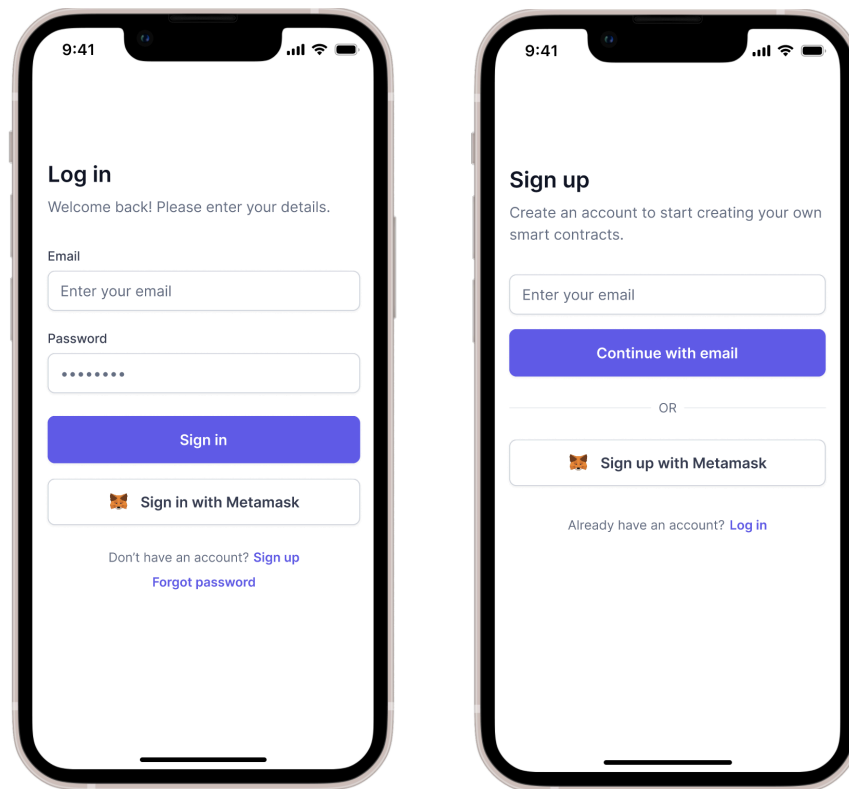 9:41
Log in
Welcome back! Please enter your details.
Email
Enter your email
Password
Sign in
Sign in with Metamask
Don't have an account? Sign up
Forgot password
9:41
Sign up
Create an account to start creating your own
smart contracts.
Enter your email
Continue with email
OR
Sign up with Metamask
Already have an account? Log in